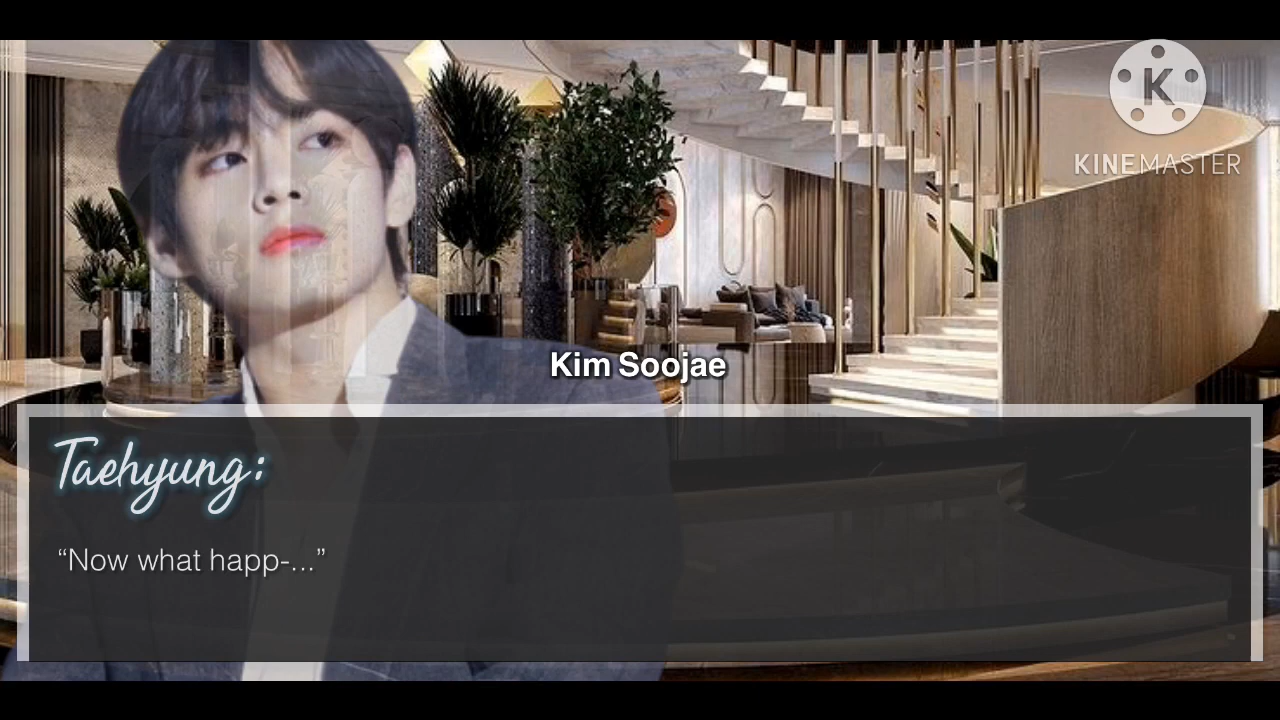 K
KINEMASTER
Kim Soojae
Taehyung:
“Now what happ-...”